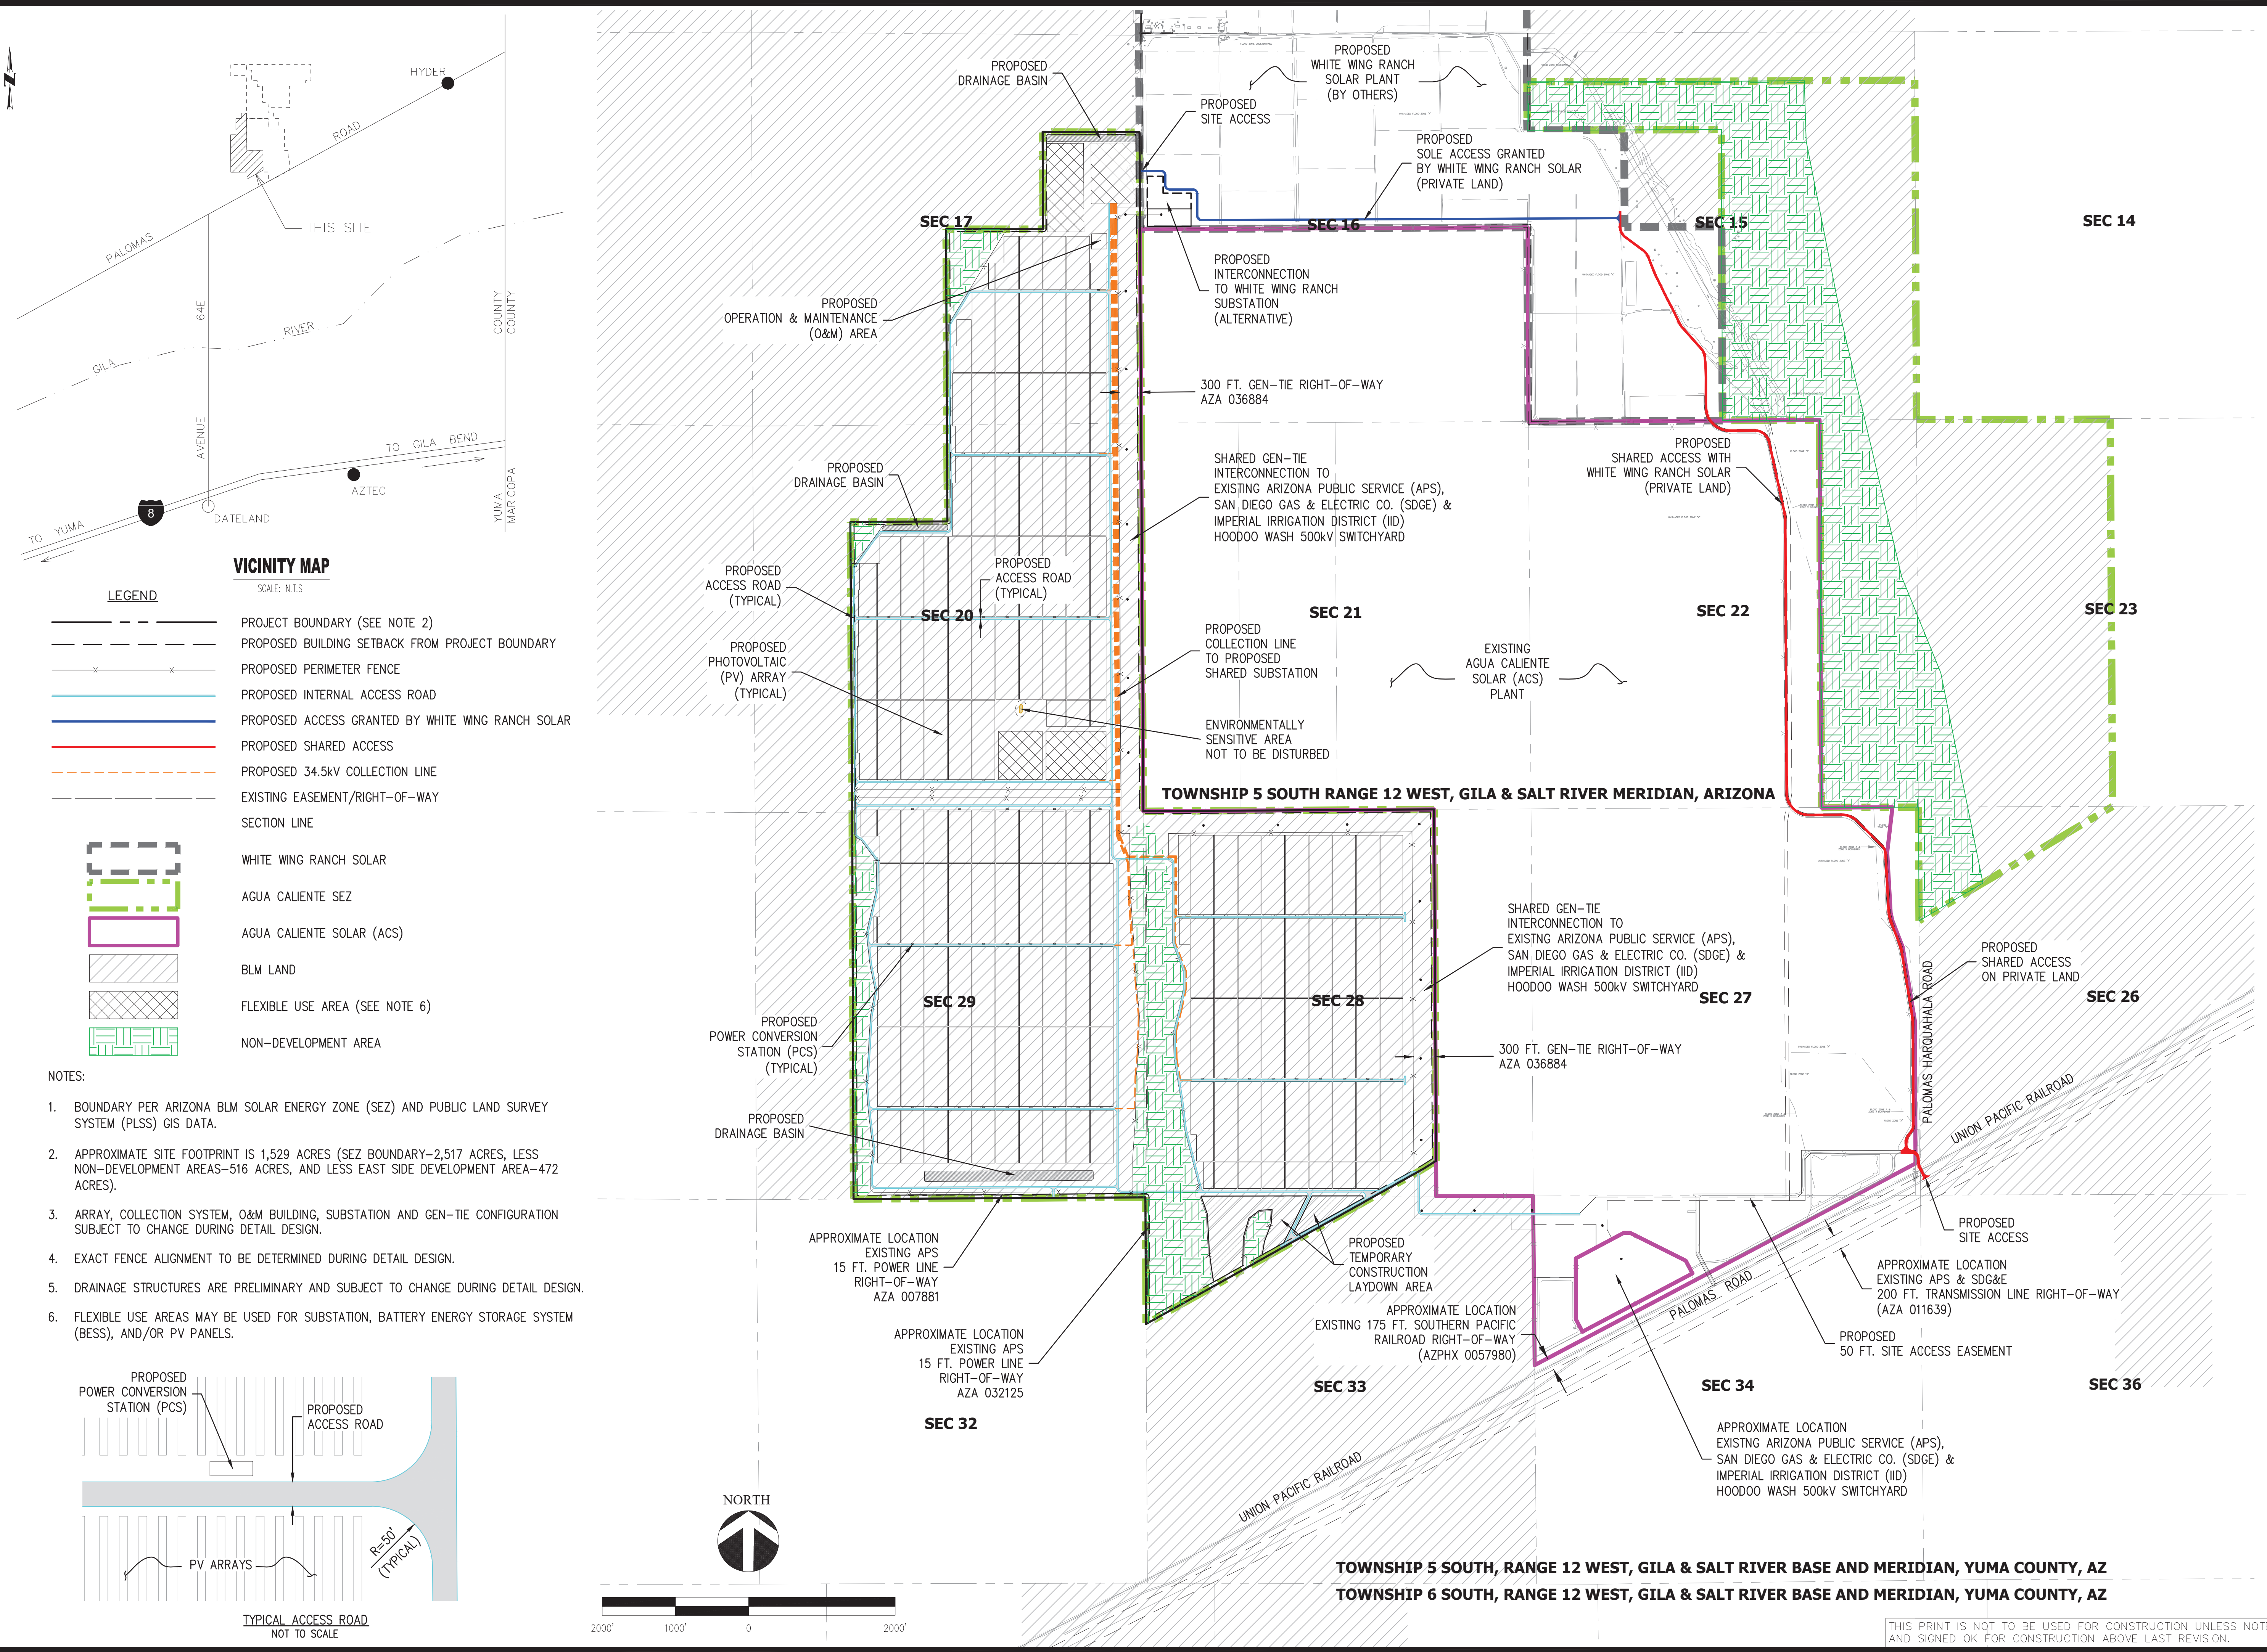 N
HYDER
ROAD
PALOMAS
THIS SITE
64E
AVENUE
RIVER
GILA
COUNTY
COUNTY
YUMA
MARICOPA
TO GILA BEND
AZTEC
8
DATELAND
TO YUMA
VICINITY MAP
SCALE: N.T.S
LEGEND
PROJECT BOUNDARY (SEE NOTE 2)
PROPOSED BUILDING SETBACK FROM PROJECT BOUNDARY
PROPOSED PERIMETER FENCE
PROPOSED INTERNAL ACCESS ROAD
PROPOSED ACCESS GRANTED BY WHITE WING RANCH SOLAR
PROPOSED SHARED ACCESS
PROPOSED 34.5kV COLLECTION LINE
EXISTING EASEMENT/RIGHT-OF-WAY
SECTION LINE
WHITE WING RANCH SOLAR
AGUA CALIENTE SEZ
AGUA CALIENTE SOLAR (ACS)
BLM LAND
FLEXIBLE USE AREA (SEE NOTE 6)
NON-DEVELOPMENT AREA
NOTES:
1. BOUNDARY PER ARIZONA BLM SOLAR ENERGY ZONE (SEZ) AND PUBLIC LAND SURVEY
SYSTEM (PLSS) GIS DATA.
2. APPROXIMATE SITE FOOTPRINT IS 1,529 ACRES (SEZ BOUNDARY-2,517 ACRES, LESS
NON-DEVELOPMENT AREAS-516 ACRES, AND LESS EAST SIDE DEVELOPMENT AREA-472
ACRES).
3. ARRAY, COLLECTION SYSTEM, O&M BUILDING, SUBSTATION AND GEN-TIE CONFIGURATION
SUBJECT TO CHANGE DURING DETAIL DESIGN.
4. EXACT FENCE ALIGNMENT TO BE DETERMINED DURING DETAIL DESIGN.
5. DRAINAGE STRUCTURES ARE PRELIMINARY AND SUBJECT TO CHANGE DURING DETAIL DESIGN.
6. FLEXIBLE USE AREAS MAY BE USED FOR SUBSTATION, BATTERY ENERGY STORAGE SYSTEM
(BESS), AND/OR PV PANELS.
PROPOSED
POWER CONVERSION
STATION (PCS)
PROPOSED
ACCESS ROAD
PV ARRAYS
R=50'
(TYPICAL)
TYPICAL ACCESS ROAD
NOT TO SCALE
PROPOSED
DRAINAGE BASIN
PROPOSED
WHITE WING RANCH
SOLAR PLANT
(BY OTHERS)
PROPOSED
SITE ACCESS
PROPOSED
SOLE ACCESS GRANTED
BY WHITE WING RANCH SOLAR
(PRIVATE LAND)
SEC 17
SEC 16
SEC 15
SEC 14
PROPOSED
INTERCONNECTION
TO WHITE WING RANCH
SUBSTATION
(ALTERNATIVE)
PROPOSED
OPERATION & MAINTENANCE
(O&M) AREA
300 FT. GEN-TIE RIGHT-OF-WAY
AZA 036884
PROPOSED
DRAINAGE BASIN
SHARED GEN-TIE
INTERCONNECTION TO
EXISTING ARIZONA PUBLIC SERVICE (APS),
SAN DIEGO GAS & ELECTRIC CO. (SDGE) &
IMPERIAL IRRIGATION DISTRICT (IID)
HOODOO WASH 500kV SWITCHYARD
PROPOSED
SHARED ACCESS WITH
WHITE WING RANCH SOLAR
(PRIVATE LAND)
PROPOSED
ACCESS ROAD
(TYPICAL)
PROPOSED
ACCESS ROAD
(TYPICAL)
SEC 20
SEC 21
SEC 22
SEC 23
PROPOSED
PHOTOVOLTAIC
(PV) ARRAY
(TYPICAL)
PROPOSED
COLLECTION LINE
TO PROPOSED
SHARED SUBSTATION
EXISTING
AGUA CALIENTE
SOLAR (ACS)
PLANT
ENVIRONMENTALLY
SENSITIVE AREA
NOT TO BE DISTURBED
TOWNSHIP 5 SOUTH RANGE 12 WEST, GILA & SALT RIVER MERIDIAN, ARIZONA
SHARED GEN-TIE
INTERCONNECTION TO
EXISTNG ARIZONA PUBLIC SERVICE (APS),
SAN DIEGO GAS & ELECTRIC CO. (SDGE) &
IMPERIAL IRRIGATION DISTRICT (IID)
HOODOO WASH 500kV SWITCHYARD
PROPOSED
SHARED ACCESS
ON PRIVATE LAND
SEC 29
SEC 28
SEC 27
SEC 26
PROPOSED
POWER CONVERSION
STATION (PCS)
(TYPICAL)
300 FT. GEN-TIE RIGHT-OF-WAY
AZA 036884
PALOMAS HARQUAHALA ROAD
UNION PACIFIC RAILROAD
PROPOSED
DRAINAGE BASIN
APPROXIMATE LOCATION
EXISTING APS
15 FT. POWER LINE
RIGHT-OF-WAY
AZA 007881
PROPOSED
TEMPORARY
CONSTRUCTION
LAYDOWN AREA
PROPOSED
SITE ACCESS
APPROXIMATE LOCATION
EXISTING APS & SDG&E
200 FT. TRANSMISSION LINE RIGHT-OF-WAY
(AZA 011639)
PALOMAS ROAD
APPROXIMATE LOCATION
EXISTING 175 FT. SOUTHERN PACIFIC
RAILROAD RIGHT-OF-WAY
(AZPHX 0057980)
PROPOSED
50 FT. SITE ACCESS EASEMENT
APPROXIMATE LOCATION
EXISTING APS
15 FT. POWER LINE
RIGHT-OF-WAY
AZA 032125
SEC 33
SEC 34
SEC 36
SEC 32
APPROXIMATE LOCATION
EXISTNG ARIZONA PUBLIC SERVICE (APS),
SAN DIEGO GAS & ELECTRIC CO. (SDGE) &
IMPERIAL IRRIGATION DISTRICT (IID)
HOODOO WASH 500kV SWITCHYARD
UNION PACIFIC RAILROAD
NORTH
2000' 1000' 0 2000'
TOWNSHIP 5 SOUTH, RANGE 12 WEST, GILA & SALT RIVER BASE AND MERIDIAN, YUMA COUNTY, AZ
TOWNSHIP 6 SOUTH, RANGE 12 WEST, GILA & SALT RIVER BASE AND MERIDIAN, YUMA COUNTY, AZ
THIS PRINT IS NOT TO BE USED FOR CONSTRUCTION UNLESS NOT
AND SIGNED OK FOR CONSTRUCTION ABOVE LAST REVISION.